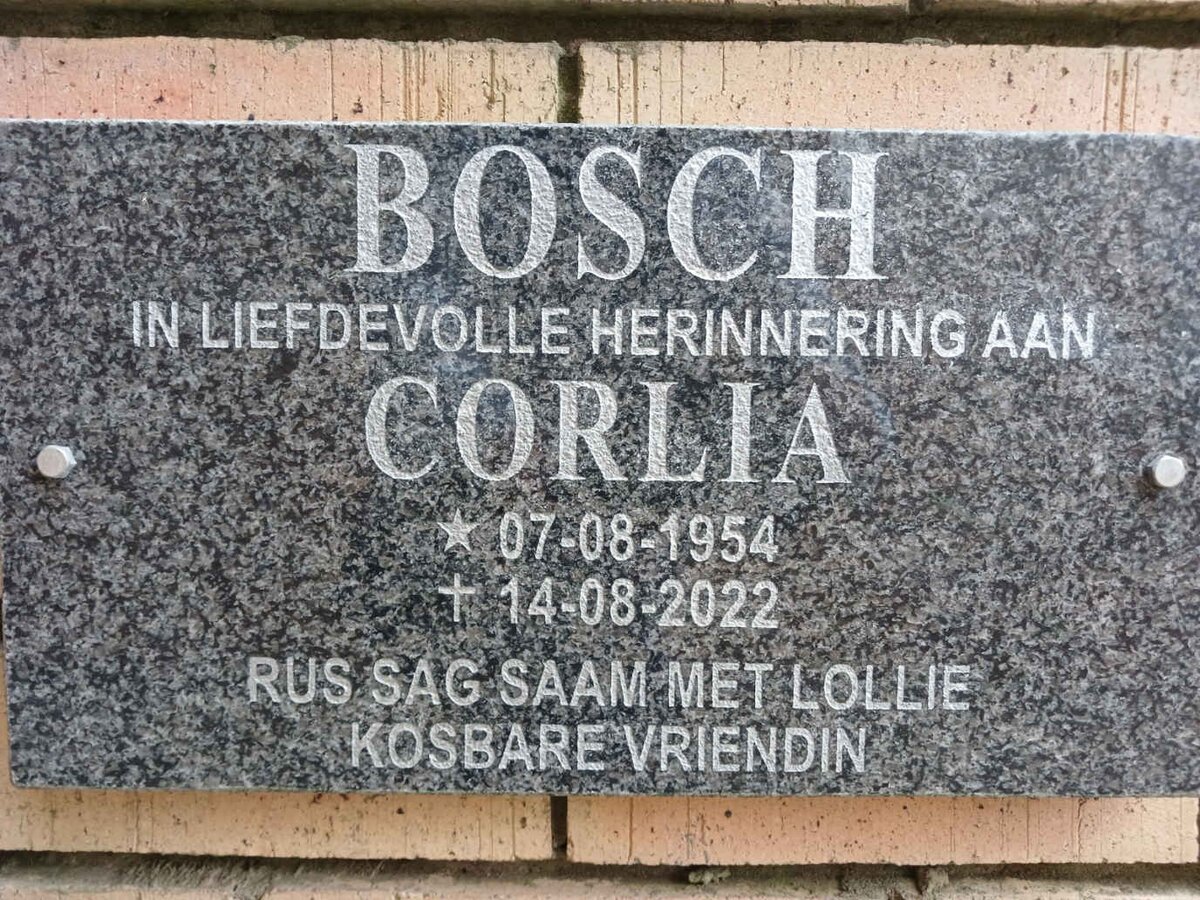 BOSCH
IN LIEFDEVOLLE HERINNERING AAN
CORLIA
★ 07-08-1954
✝ 14-08-2022
RUS SAG SAAM MET LOLLIE
KOSBARE VRIENDIN